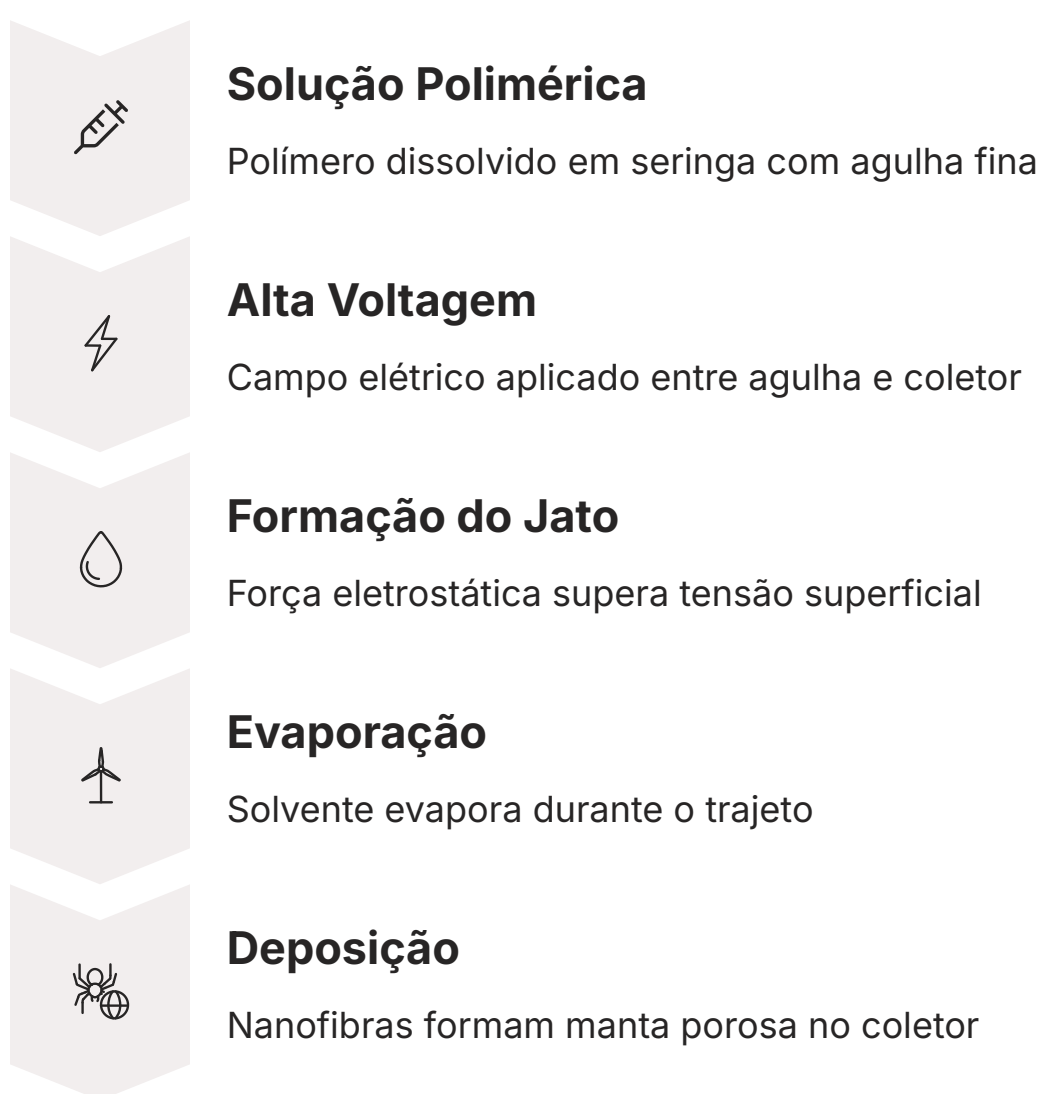 Solução Polimérica
Polímero dissolvido em seringa com agulha fina
Alta Voltagem
Campo elétrico aplicado entre agulha e coletor
Formação do Jato
Força eletrostática supera tensão superficial
Evaporação
Solvente evapora durante o trajeto
Deposição
Nanofibras formam manta porosa no coletor